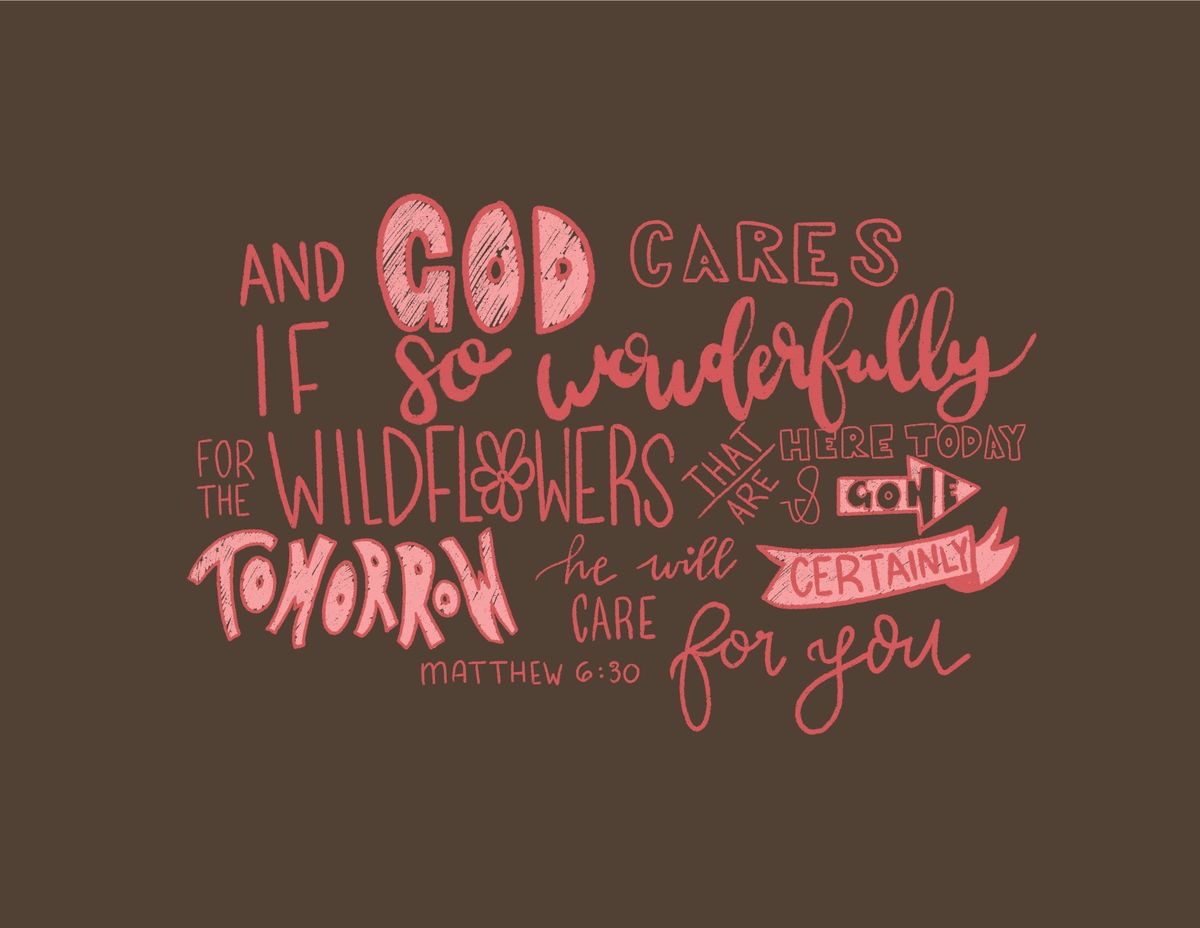 AND GOD CARES
IF so wonderfully
FOR THE WILDFLOWERS THAT ARE HERE TODAY
& GONE
TOMORROW he will CERTAINLY
CARE for you
MATTHEW 6:30